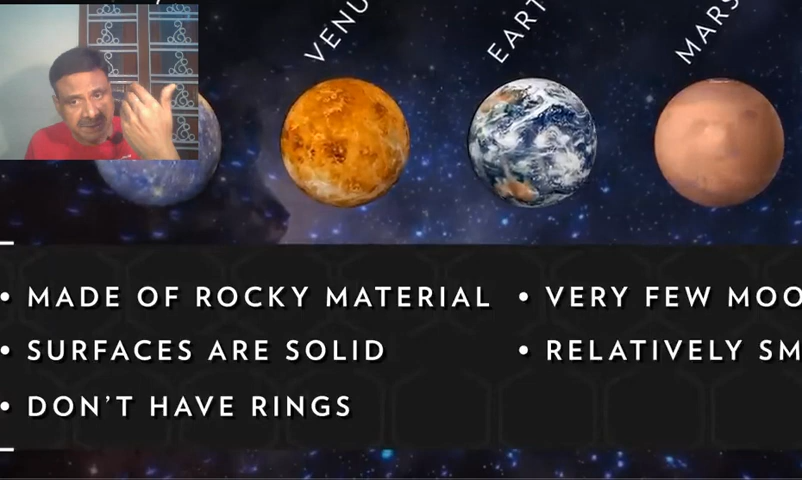 VENU
EART
MARS
• MADE OF ROCKY MATERIAL
• SURFACES ARE SOLID
• DON'T HAVE RINGS
• VERY FEW MOO
• RELATIVELY SM